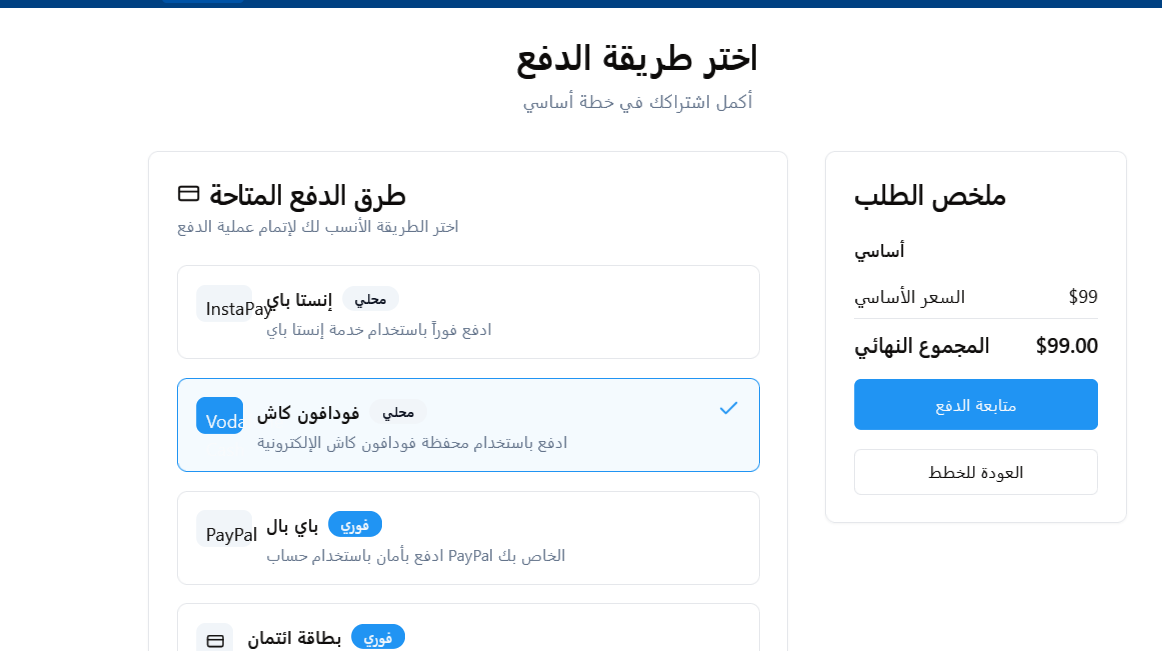 اختر طريقة الدفع
أكمل اشتراكك في خطة أساسي
طرق الدفع المتاحة
اختر الطريقة الأنسب لك لإتمام عملية الدفع
InstaPay
إنستا باي
محلي
ادفع فوراً باستخدام خدمة إنستا باي
Voda
فودافون كاش
محلي
ادفع باستخدام محفظة فودافون كاش الإلكترونية
PayPal
باي بال
فوري
الخاص بك PayPal ادفع بأمان باستخدام حساب
بطاقة ائتمان
فوري
ملخص الطلب
أساسي
السعر الأساسي
$99
المجموع النهائي
$99.00
متابعة الدفع
العودة للخطط